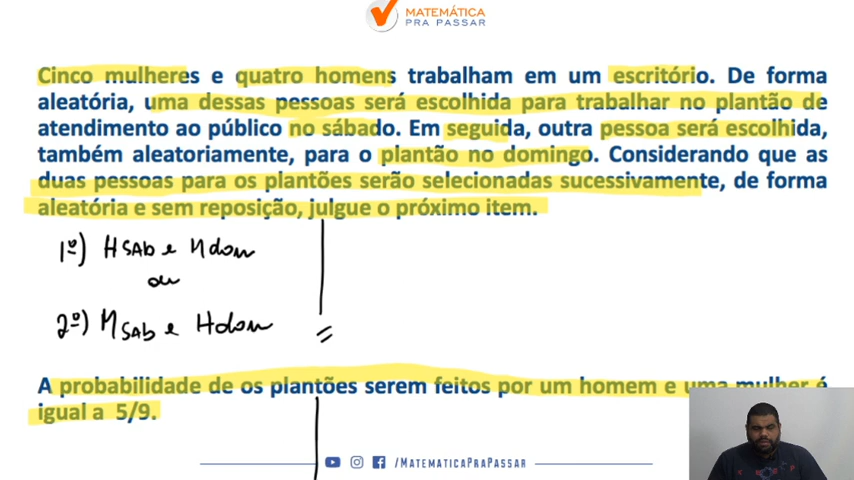 MATEMÁTICA
PRA PASSAR
Cinco mulheres e quatro homens trabalham em um escritório. De forma
aleatória, uma dessas pessoas será escolhida para trabalhar no plantão de
atendimento ao público no sábado. Em seguida, outra pessoa será escolhida,
também aleatoriamente, para o plantão no domingo. Considerando que as
duas pessoas para os plantões serão selecionadas sucessivamente, de forma
aleatória e sem reposição, julgue o próximo item.
1º) HSAb e Mdom
ou
2º) MSAb e Hdom
=
A probabilidade de os plantões serem feitos por um homem e uma mulher é
igual a 5/9.
/MATEMATICAPRAPASSAR